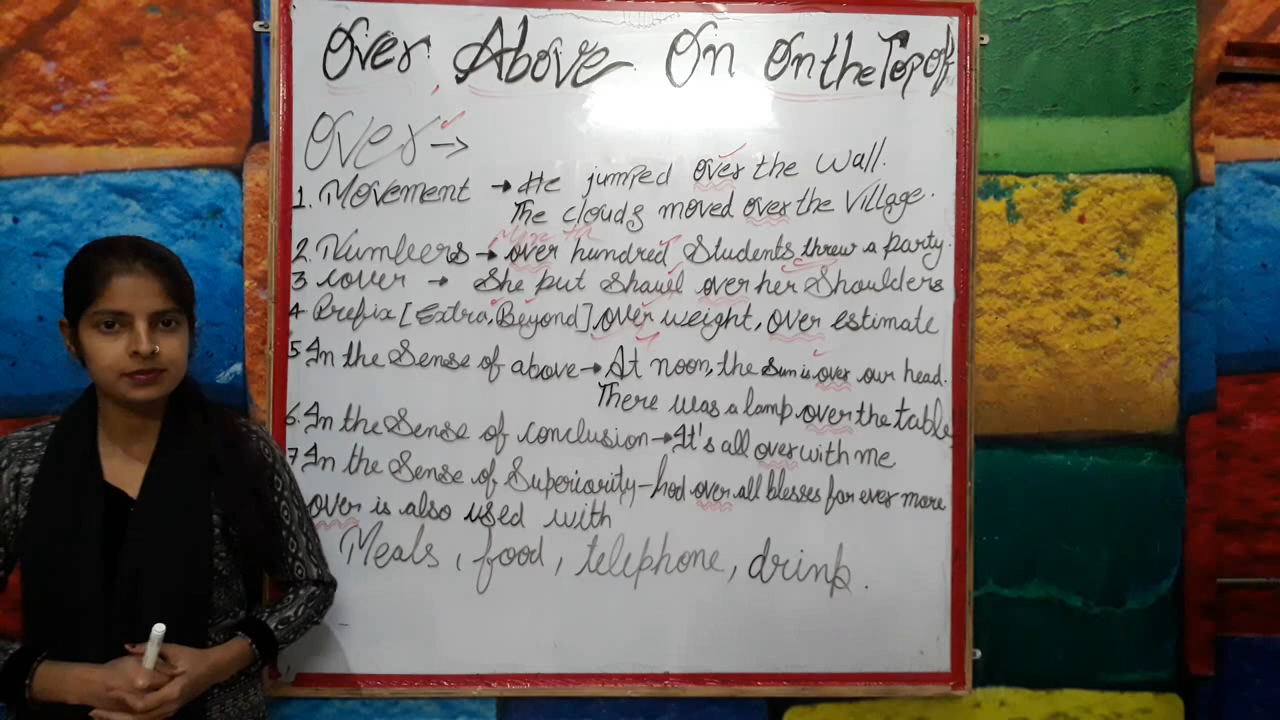 Over Above On On the Top of
Over →
1. Movement → He jumped over the Wall.
The clouds moved over the Village.
More than
2. Numbers → over hundred Students threw a party.
3 cover → She put Shawl over her Shoulders
4 Prefix [Extra, Beyond], over weight, over estimate
5 In the Sense of above → At noon, the Sun is over our head.
There was a lamp over the table
6. In the Sense of conclusion → It's all over with me
7 In the Sense of Superiority - God over all blesses for ever more
over is also used with
Meals, food, telephone, drink.